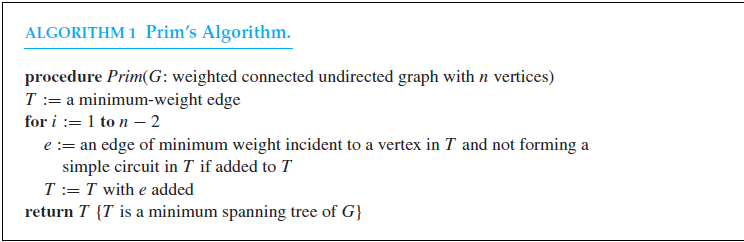 ALGORITHM 1 Prim's Algorithm.
procedure Prim(G: weighted connected undirected graph with n vertices)
T := a minimum-weight edge
for i := 1 to n − 2
e := an edge of minimum weight incident to a vertex in T and not forming a
simple circuit in T if added to T
T := T with e added
return T {T is a minimum spanning tree of G}